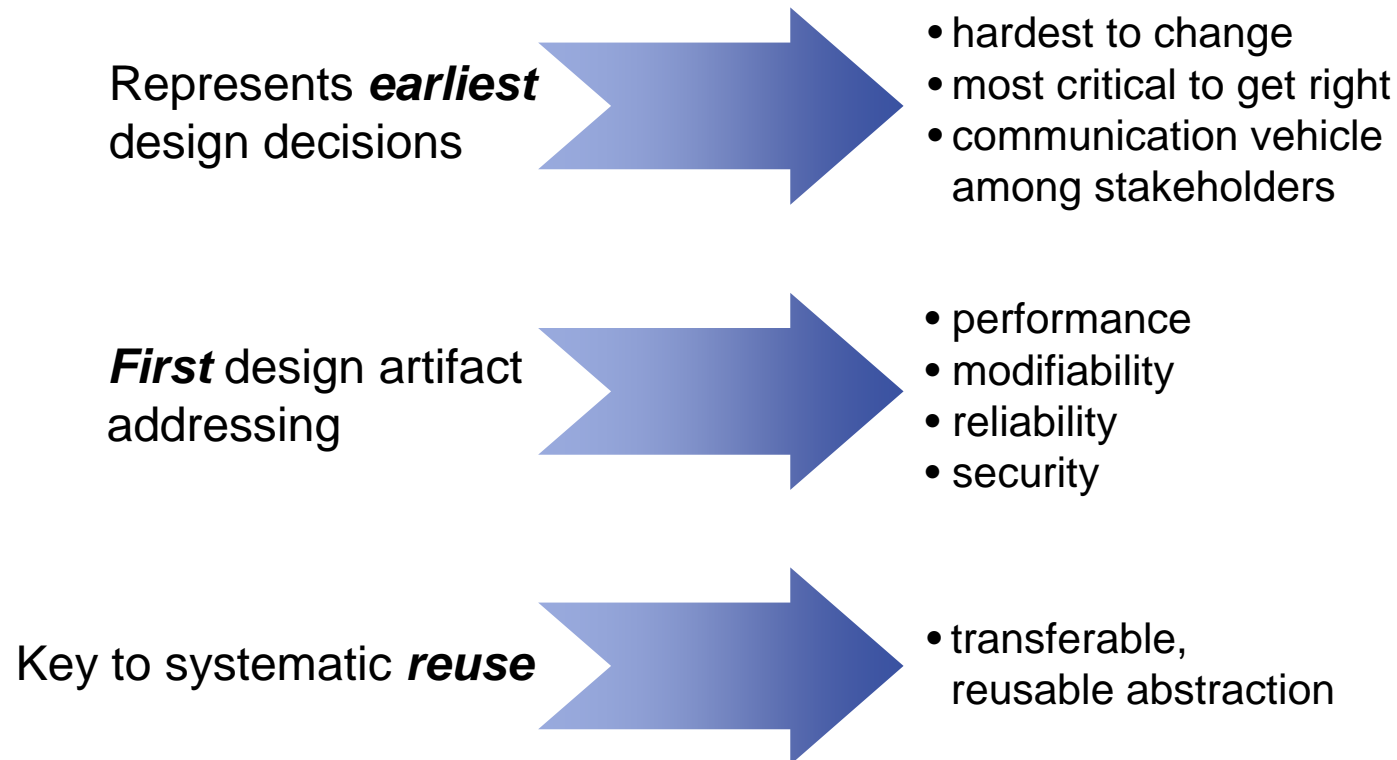 Represents earliest
design decisions
• hardest to change
• most critical to get right
• communication vehicle
among stakeholders
First design artifact
addressing
• performance
• modifiability
• reliability
• security
Key to systematic reuse
• transferable,
reusable abstraction